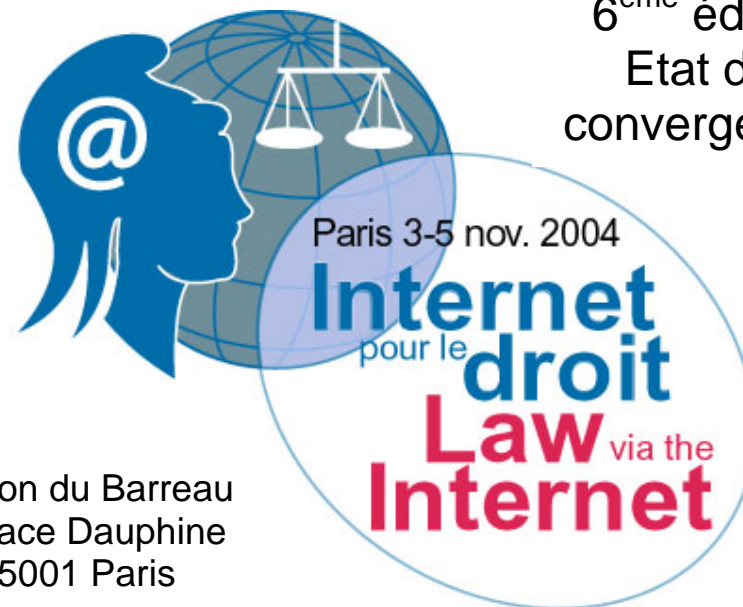 6ème éd
Etat d
converge
@
Paris 3-5 nov. 2004
Internet
pour le droit
Law via the
Internet
on du Barreau
ace Dauphine
5001 Paris